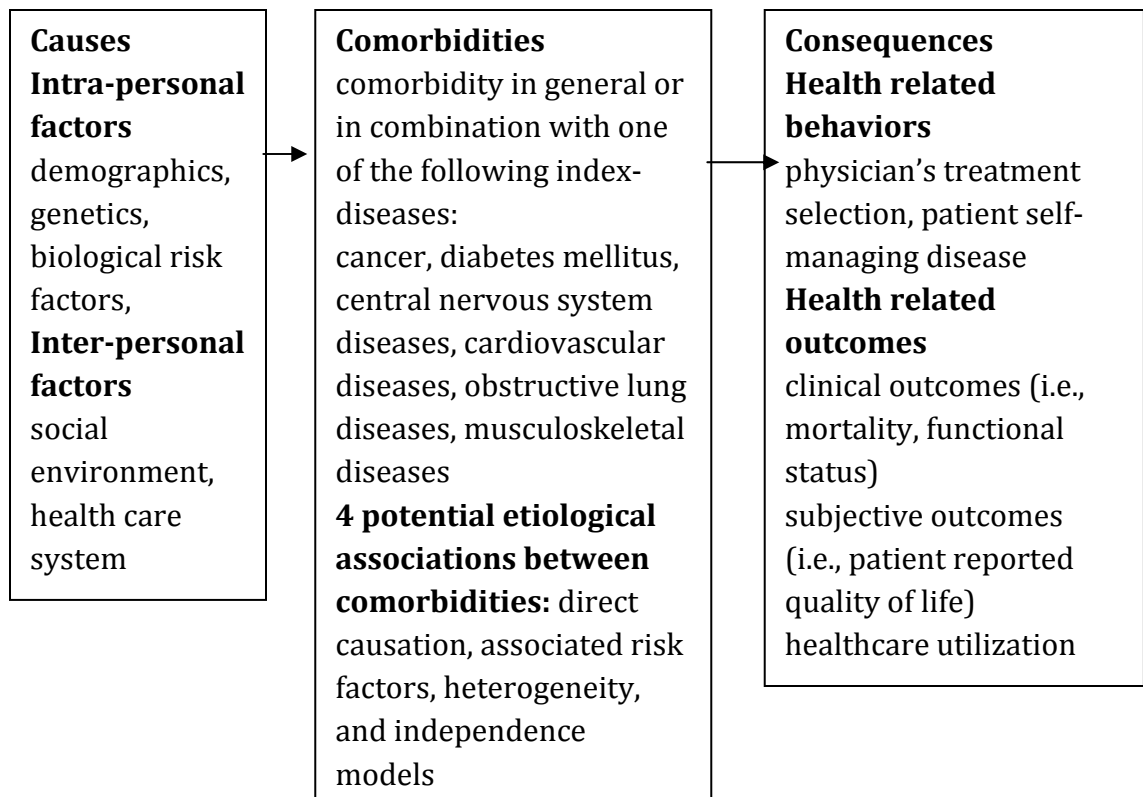 Causes
Intra-personal
factors
demographics,
genetics,
biological risk
factors,
Inter-personal
factors
social
environment,
health care
system
Comorbidities
comorbidity in general or
in combination with one
of the following index-
diseases:
cancer, diabetes mellitus,
central nervous system
diseases, cardiovascular
diseases, obstructive lung
diseases, musculoskeletal
diseases
4 potential etiological
associations between
comorbidities: direct
causation, associated risk
factors, heterogeneity,
and independence
models
Consequences
Health related
behaviors
physician’s treatment
selection, patient self-
managing disease
Health related
outcomes
clinical outcomes (i.e.,
mortality, functional
status)
subjective outcomes
(i.e., patient reported
quality of life)
healthcare utilization